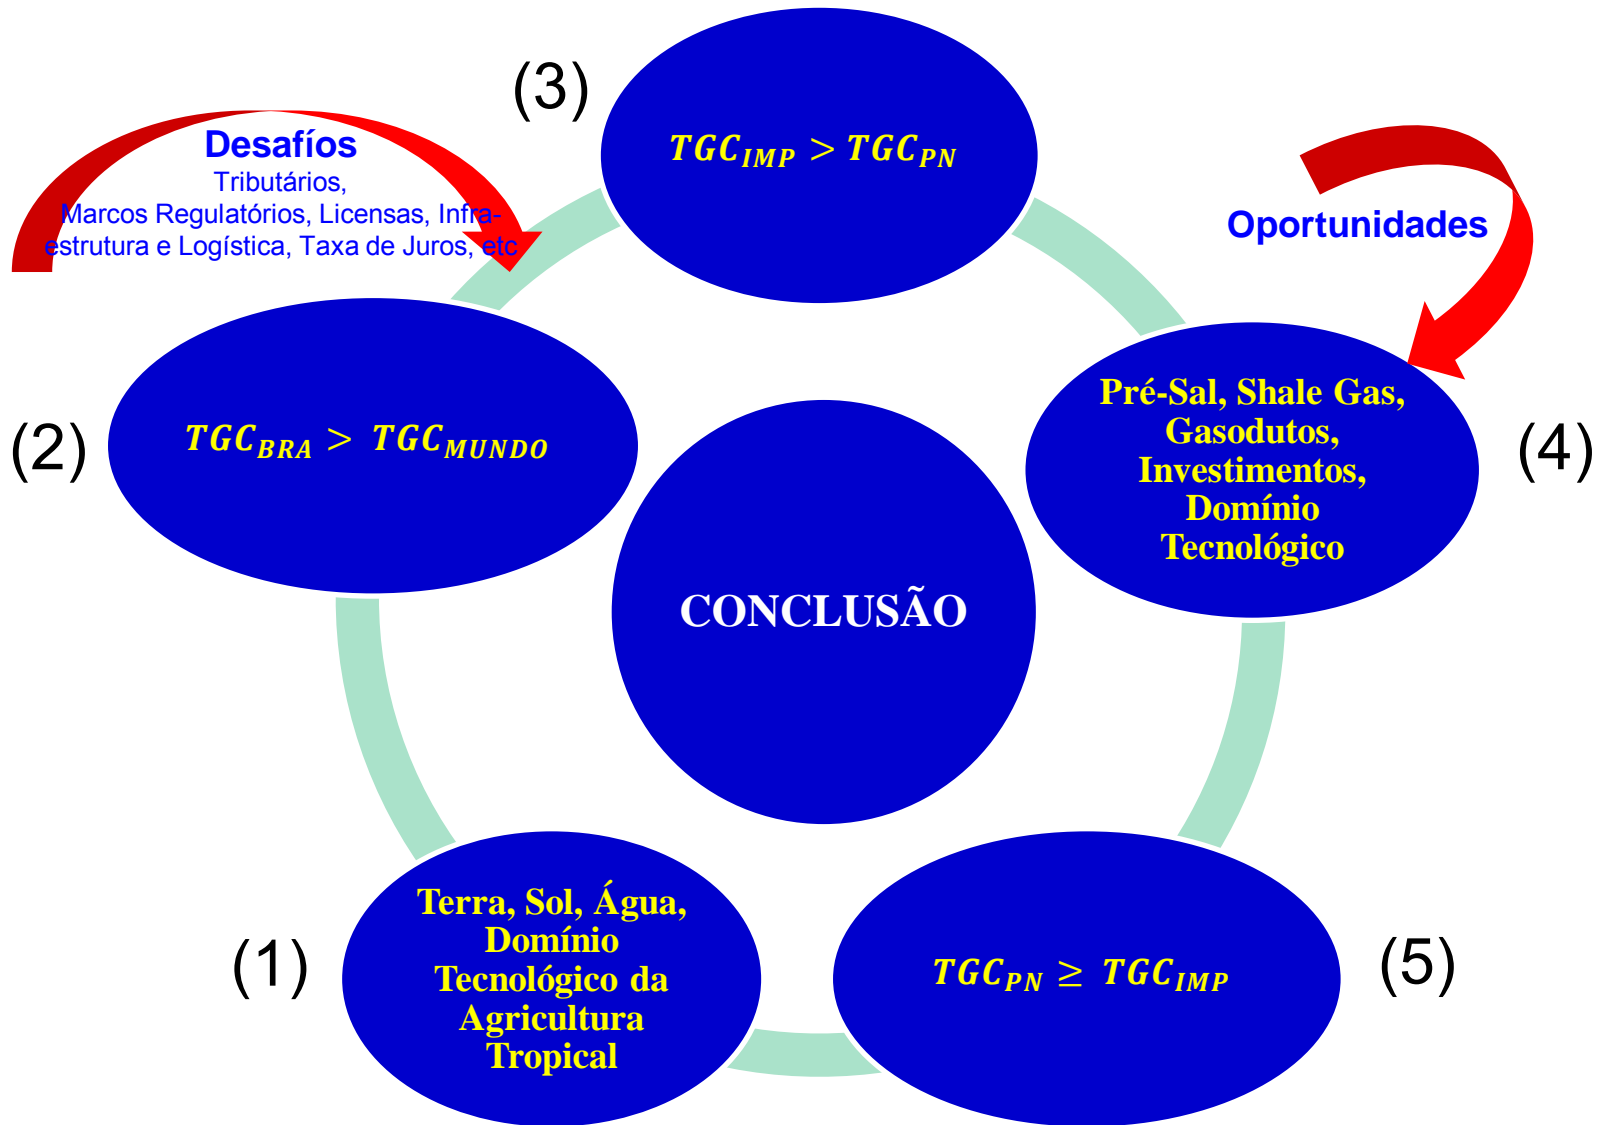 (3)
TGC_IMP > TGC_PN
Desafíos
Tributários,
Marcos Regulatórios, Licensas, Infra-
estrutura e Logística, Taxa de Juros, etc
Oportunidades
(2)
TGC_BRA > TGC_MUNDO
Pré-Sal, Shale Gas,
Gasodutos,
Investimentos,
Domínio
Tecnológico
(4)
CONCLUSÃO
(1)
Terra, Sol, Água,
Domínio
Tecnológico da
Agricultura
Tropical
TGC_PN ≥ TGC_IMP
(5)